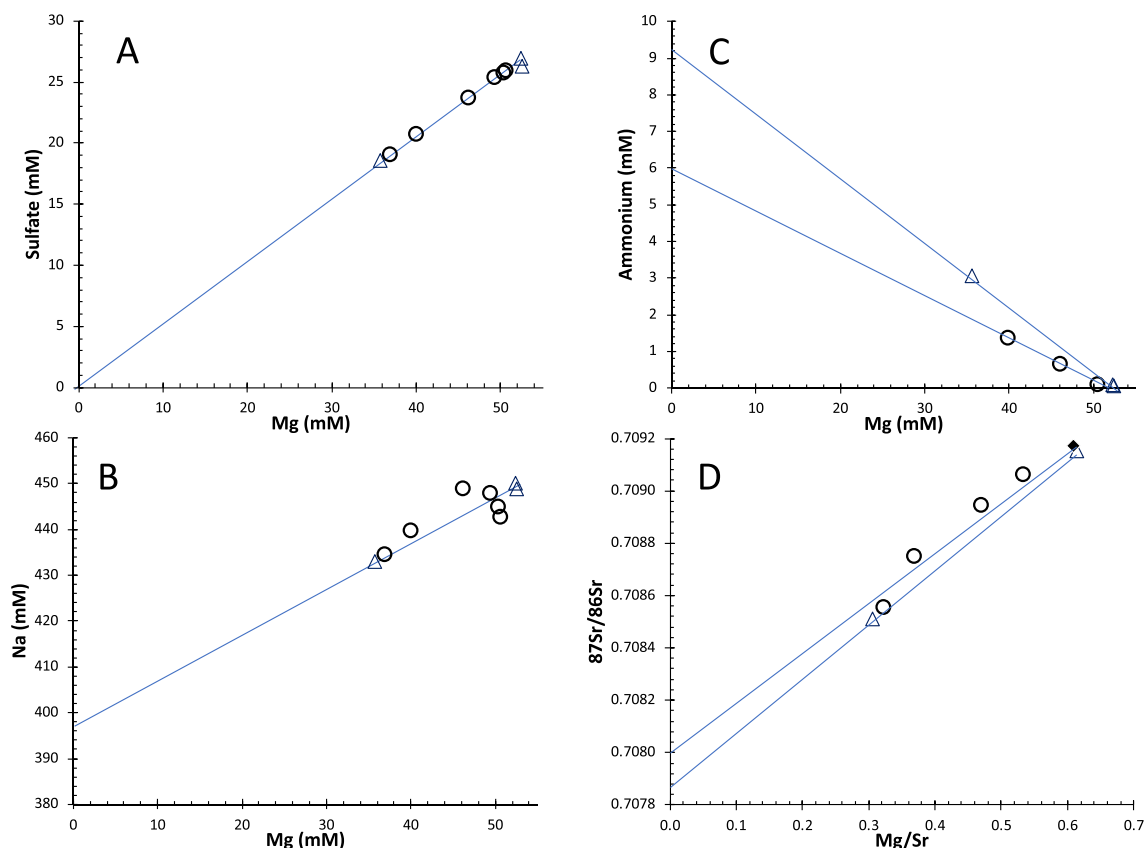 A
30
25
20
15
10
5
0
0 10 20 30 40 50
Sulfate (mM)
Mg (mM)
C
10
9
8
7
6
5
4
3
2
1
0
0 10 20 30 40 50
Ammonium (mM)
Mg (mM)
B
460
450
440
430
420
410
400
390
380
0 10 20 30 40 50
Na (mM)
Mg (mM)
D
0.7092
0.7090
0.7088
0.7086
0.7084
0.7082
0.7080
0.7078
0.0 0.1 0.2 0.3 0.4 0.5 0.6 0.7
87Sr/86Sr
Mg/Sr